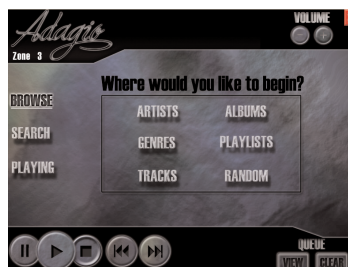 Adagio
VOLUME
Zone 3
Where would you like to begin?
BROWSE
ARTISTS ALBUMS
SEARCH
GENRES PLAYLISTS
PLAYING
TRACKS RANDOM
QUEUE
VIEW CLEAR